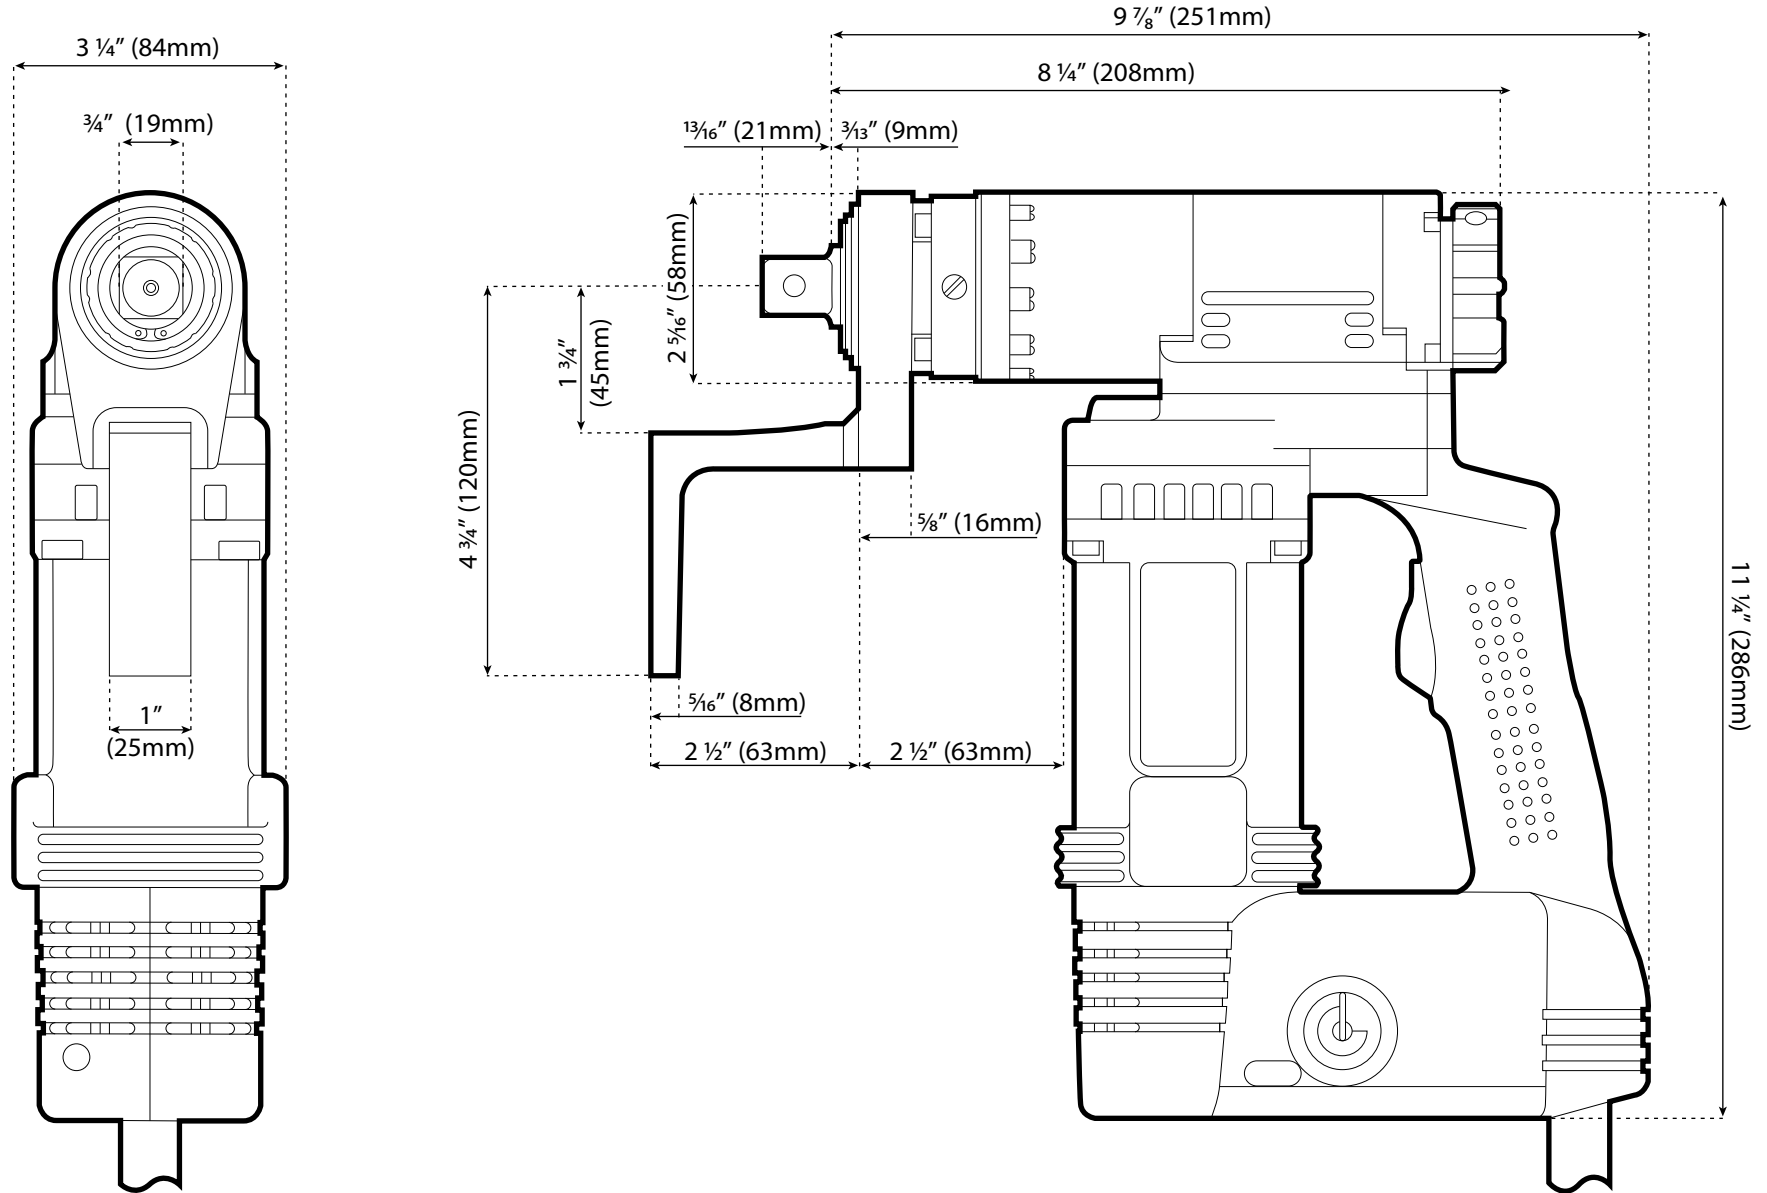 9 ⅞” (251mm)
3 ¼” (84mm)
8 ¼” (208mm)
¾” (19mm)
¹³⁄₁₆” (21mm)
³⁄₁₃” (9mm)
2 ⁵⁄₁₆” (58mm)
1 ¾”
(45mm)
4 ¾” (120mm)
⅝” (16mm)
11 ¼” (286mm)
⁵⁄₁₆” (8mm)
1”
(25mm)
2 ½” (63mm)
2 ½” (63mm)